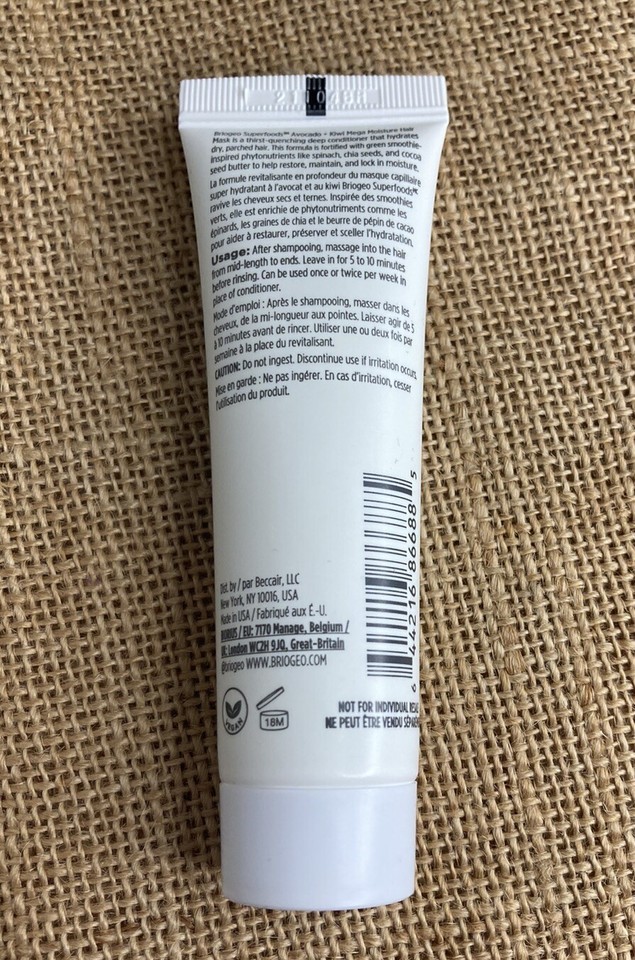 Briogeo Superfoods™ Avocado + Kiwi Mega Moisture Hair
Mask is a thirst-quenching deep conditioner that hydrates
dry, parched hair. This formula is fortified with green smoothie-
inspired phytonutrients like spinach, chia seeds, and cocoa
seed butter to help restore, maintain, and lock in moisture.
La formule revitalisante en profondeur du masque capillaire
super hydratant à l'avocat et au kiwi Briogeo Superfoods™
ravive les cheveux secs et ternes. Inspirée des smoothies
verts, elle est enrichie de phytonutriments comme les
épinards, les graines de chia et le beurre de pépin de cacao
pour aider à restaurer, préserver et sceller l'hydratation.
Usage: After shampooing, massage into the hair
from mid-length to ends. Leave in for 5 to 10 minutes
before rinsing. Can be used once or twice per week in
place of conditioner.
Mode d'emploi : Après le shampooing, masser dans les
cheveux, de la mi-longueur aux pointes. Laisser agir de 5
à 10 minutes avant de rincer. Utiliser une ou deux fois par
semaine à la place du revitalisant.
CAUTION: Do not ingest. Discontinue use if irritation occurs.
Mise en garde : Ne pas ingérer. En cas d'irritation, cesser
l'utilisation du produit.
Dist. by / par Beccair, LLC
New York, NY 10016, USA
Made in USA / Fabriqué aux É.-U.
/ EU: 7170 Manage, Belgium /
London WC2H 9JQ, Great-Britain
@briogeo WWW.BRIOGEO.COM
6 44216 86688 5
VEGAN
18M
NOT FOR INDIVIDUAL
NE PEUT ÊTRE VENDU